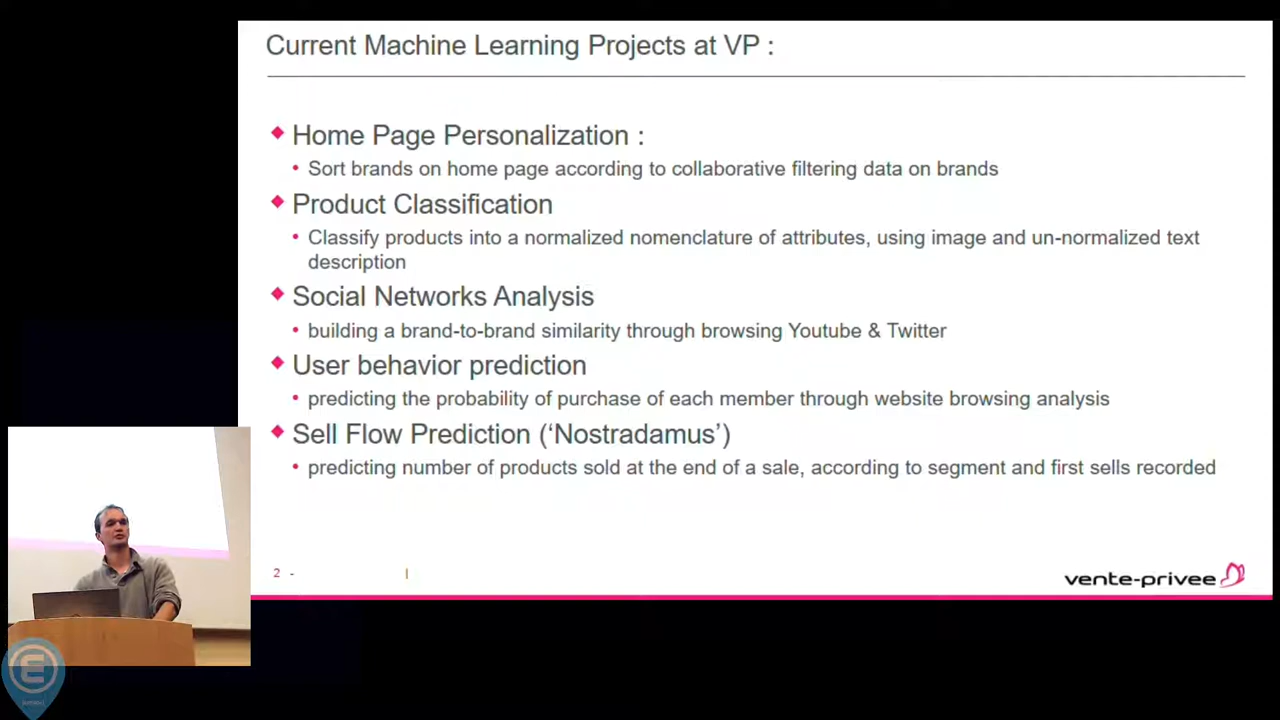 Current Machine Learning Projects at VP :
Home Page Personalization :
Sort brands on home page according to collaborative filtering data on brands
Product Classification
Classify products into a normalized nomenclature of attributes, using image and un-normalized text
description
Social Networks Analysis
building a brand-to-brand similarity through browsing Youtube & Twitter
User behavior prediction
predicting the probability of purchase of each member through website browsing analysis
Sell Flow Prediction (‘Nostradamus’)
predicting number of products sold at the end of a sale, according to segment and first sells recorded
2 - |
vente-privee